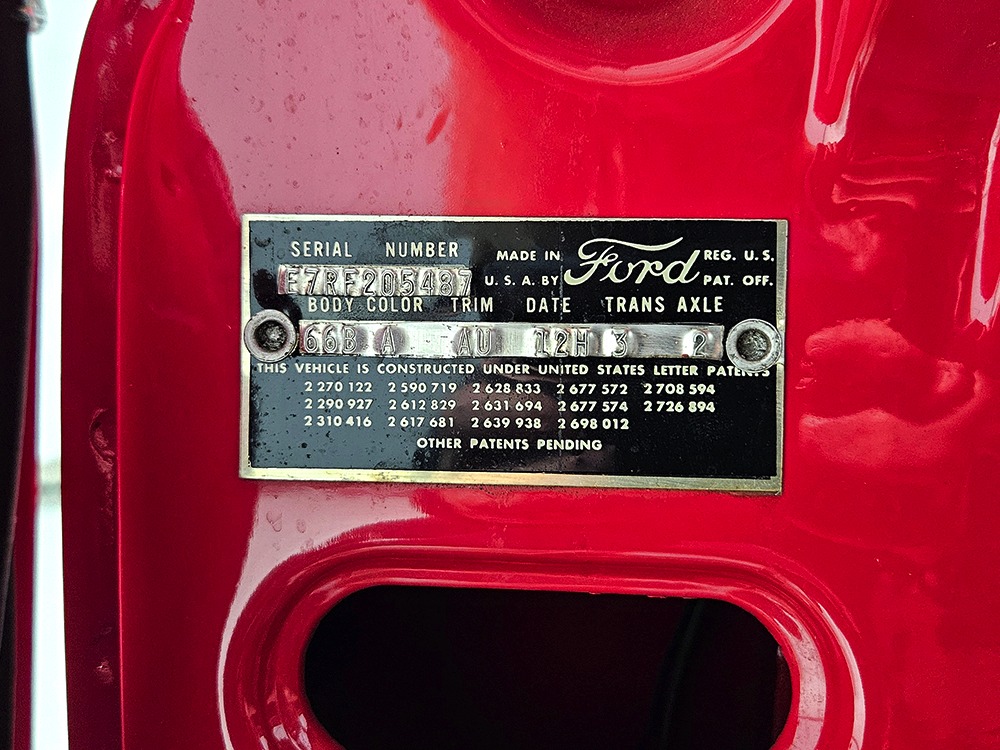 SERIAL NUMBER MADE IN Ford REG. U.S.
E7RF205487 U.S.A. BY PAT. OFF.
BODY COLOR TRIM DATE TRANS AXLE
66B A AU 12H 3 2
THIS VEHICLE IS CONSTRUCTED UNDER UNITED STATES LETTER PATENTS
2 270 122 2 590 719 2 628 833 2 677 572 2 708 594
2 290 927 2 612 829 2 631 694 2 677 574 2 726 894
2 310 416 2 617 681 2 639 938 2 698 012
OTHER PATENTS PENDING